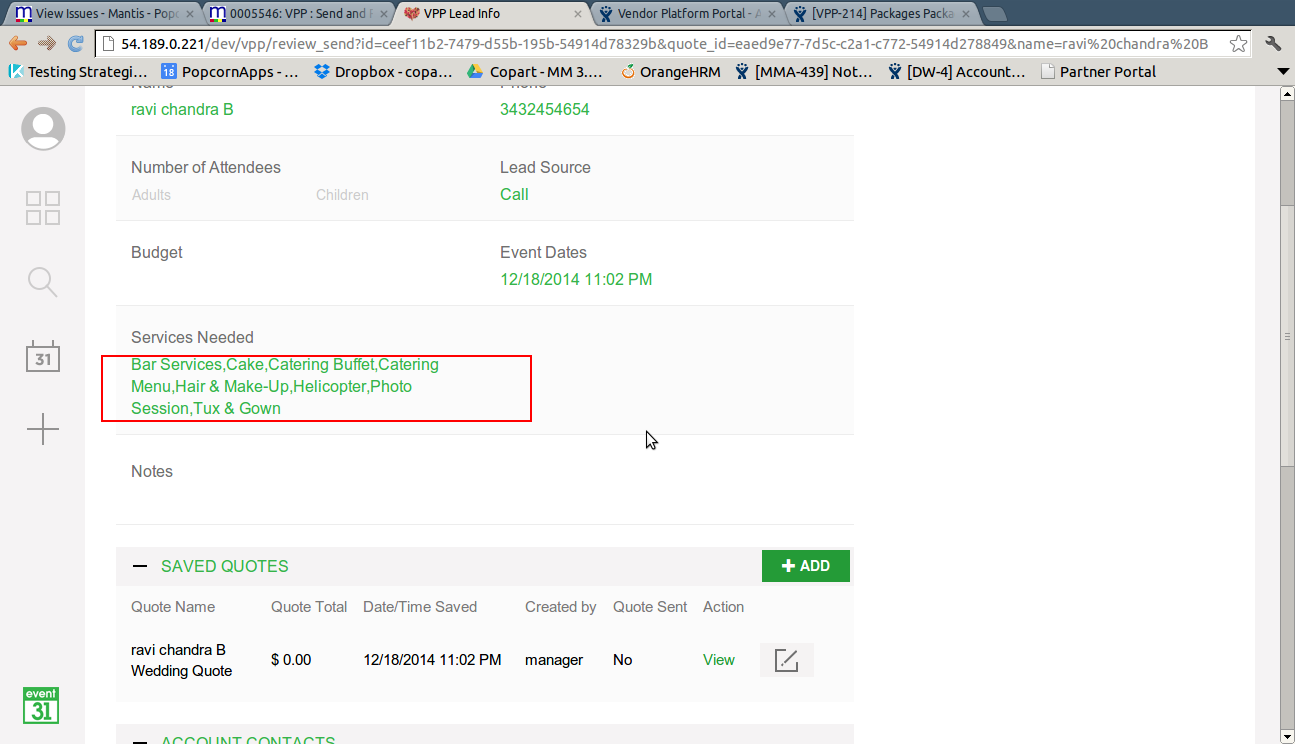 View Issues - Mantis - Pop
0005546: VPP : Send and
VPP Lead Info
Vendor Platform Portal - A
[VPP-214] Packages Packa
54.189.0.221/dev/vpp/review_send?id=ceef11b2-7479-d55b-195b-54914d78329b&quote_id=eaed9e77-7d5c-c2a1-c772-54914d278849&name=ravi%20chandra%20B
Testing Strategi... 18 PopcornApps - ... Dropbox - copa... Copart - MM 3.... OrangeHRM [MMA-439] Not... [DW-4] Account... Partner Portal
Name Phone
ravi chandra B 3432454654
Number of Attendees Lead Source
Adults Children Call
Budget Event Dates
12/18/2014 11:02 PM
Services Needed
31
Bar Services,Cake,Catering Buffet,Catering
Menu,Hair & Make-Up,Helicopter,Photo
Session,Tux & Gown
Notes
SAVED QUOTES ADD
Quote Name Quote Total Date/Time Saved Created by Quote Sent Action
ravi chandra B
Wedding Quote $ 0.00 12/18/2014 11:02 PM manager No View
event
31
ACCOUNT CONTACTS